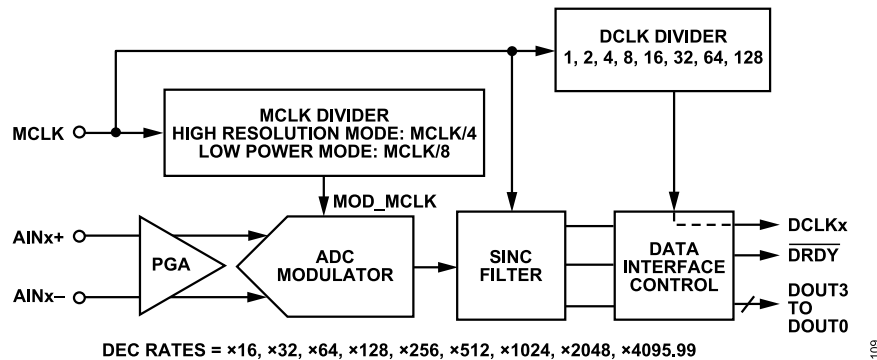 DCLK DIVIDER
1, 2, 4, 8, 16, 32, 64, 128
MCLK
MCLK DIVIDER
HIGH RESOLUTION MODE: MCLK/4
LOW POWER MODE: MCLK/8
MOD_MCLK
AINx+
AINx–
PGA
ADC
MODULATOR
SINC
FILTER
DATA
INTERFACE
CONTROL
DCLKx
DRDY
DOUT3
TO
DOUT0
DEC RATES = ×16, ×32, ×64, ×128, ×256, ×512, ×1024, ×2048, ×4095.99
109